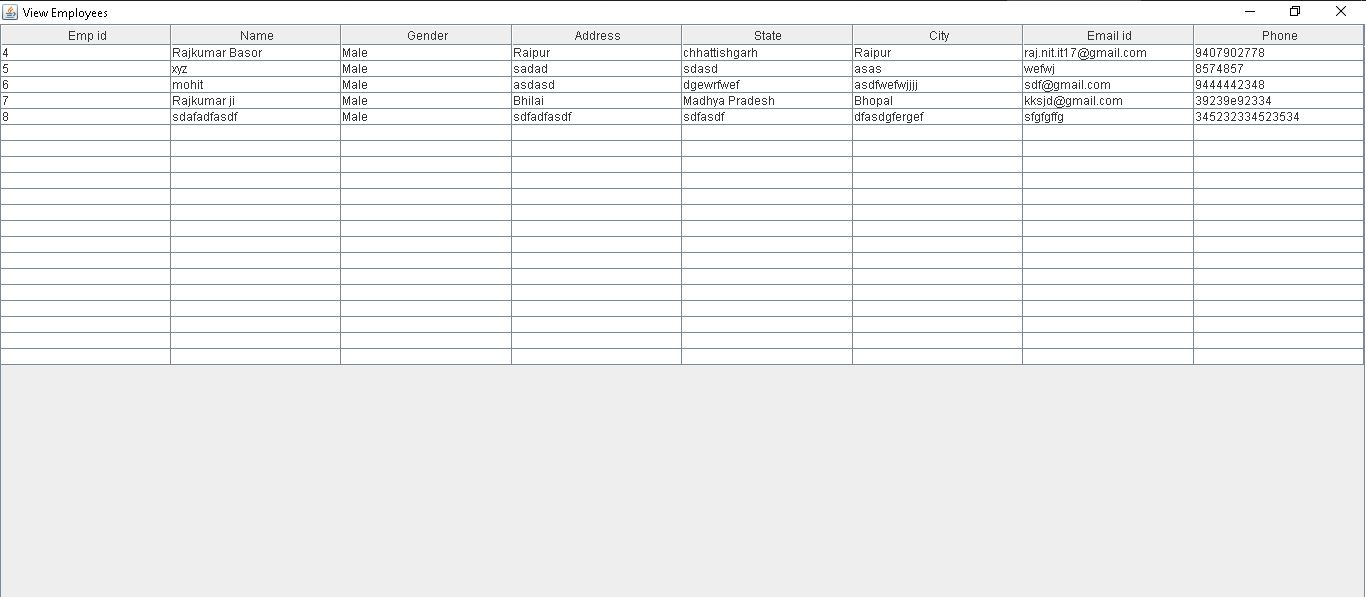 View Employees
Emp id Name Gender Address State City Email id Phone
4 Rajkumar Basor Male Raipur chhattishgarh Raipur raj.nit.it17@gmail.com 9407902778
5 xyz Male sadad sdasd asas wefwj 8574857
6 mohit Male asdasd dgewrfwef asdfwefwjjjj sdf@gmail.com 9444442348
7 Rajkumar ji Male Bhilai Madhya Pradesh Bhopal kksjd@gmail.com 39239e92334
8 sdafadfasdf Male sdfadfasdf sdfasdf dfasdgfergef sfgfgffg 345232334523534